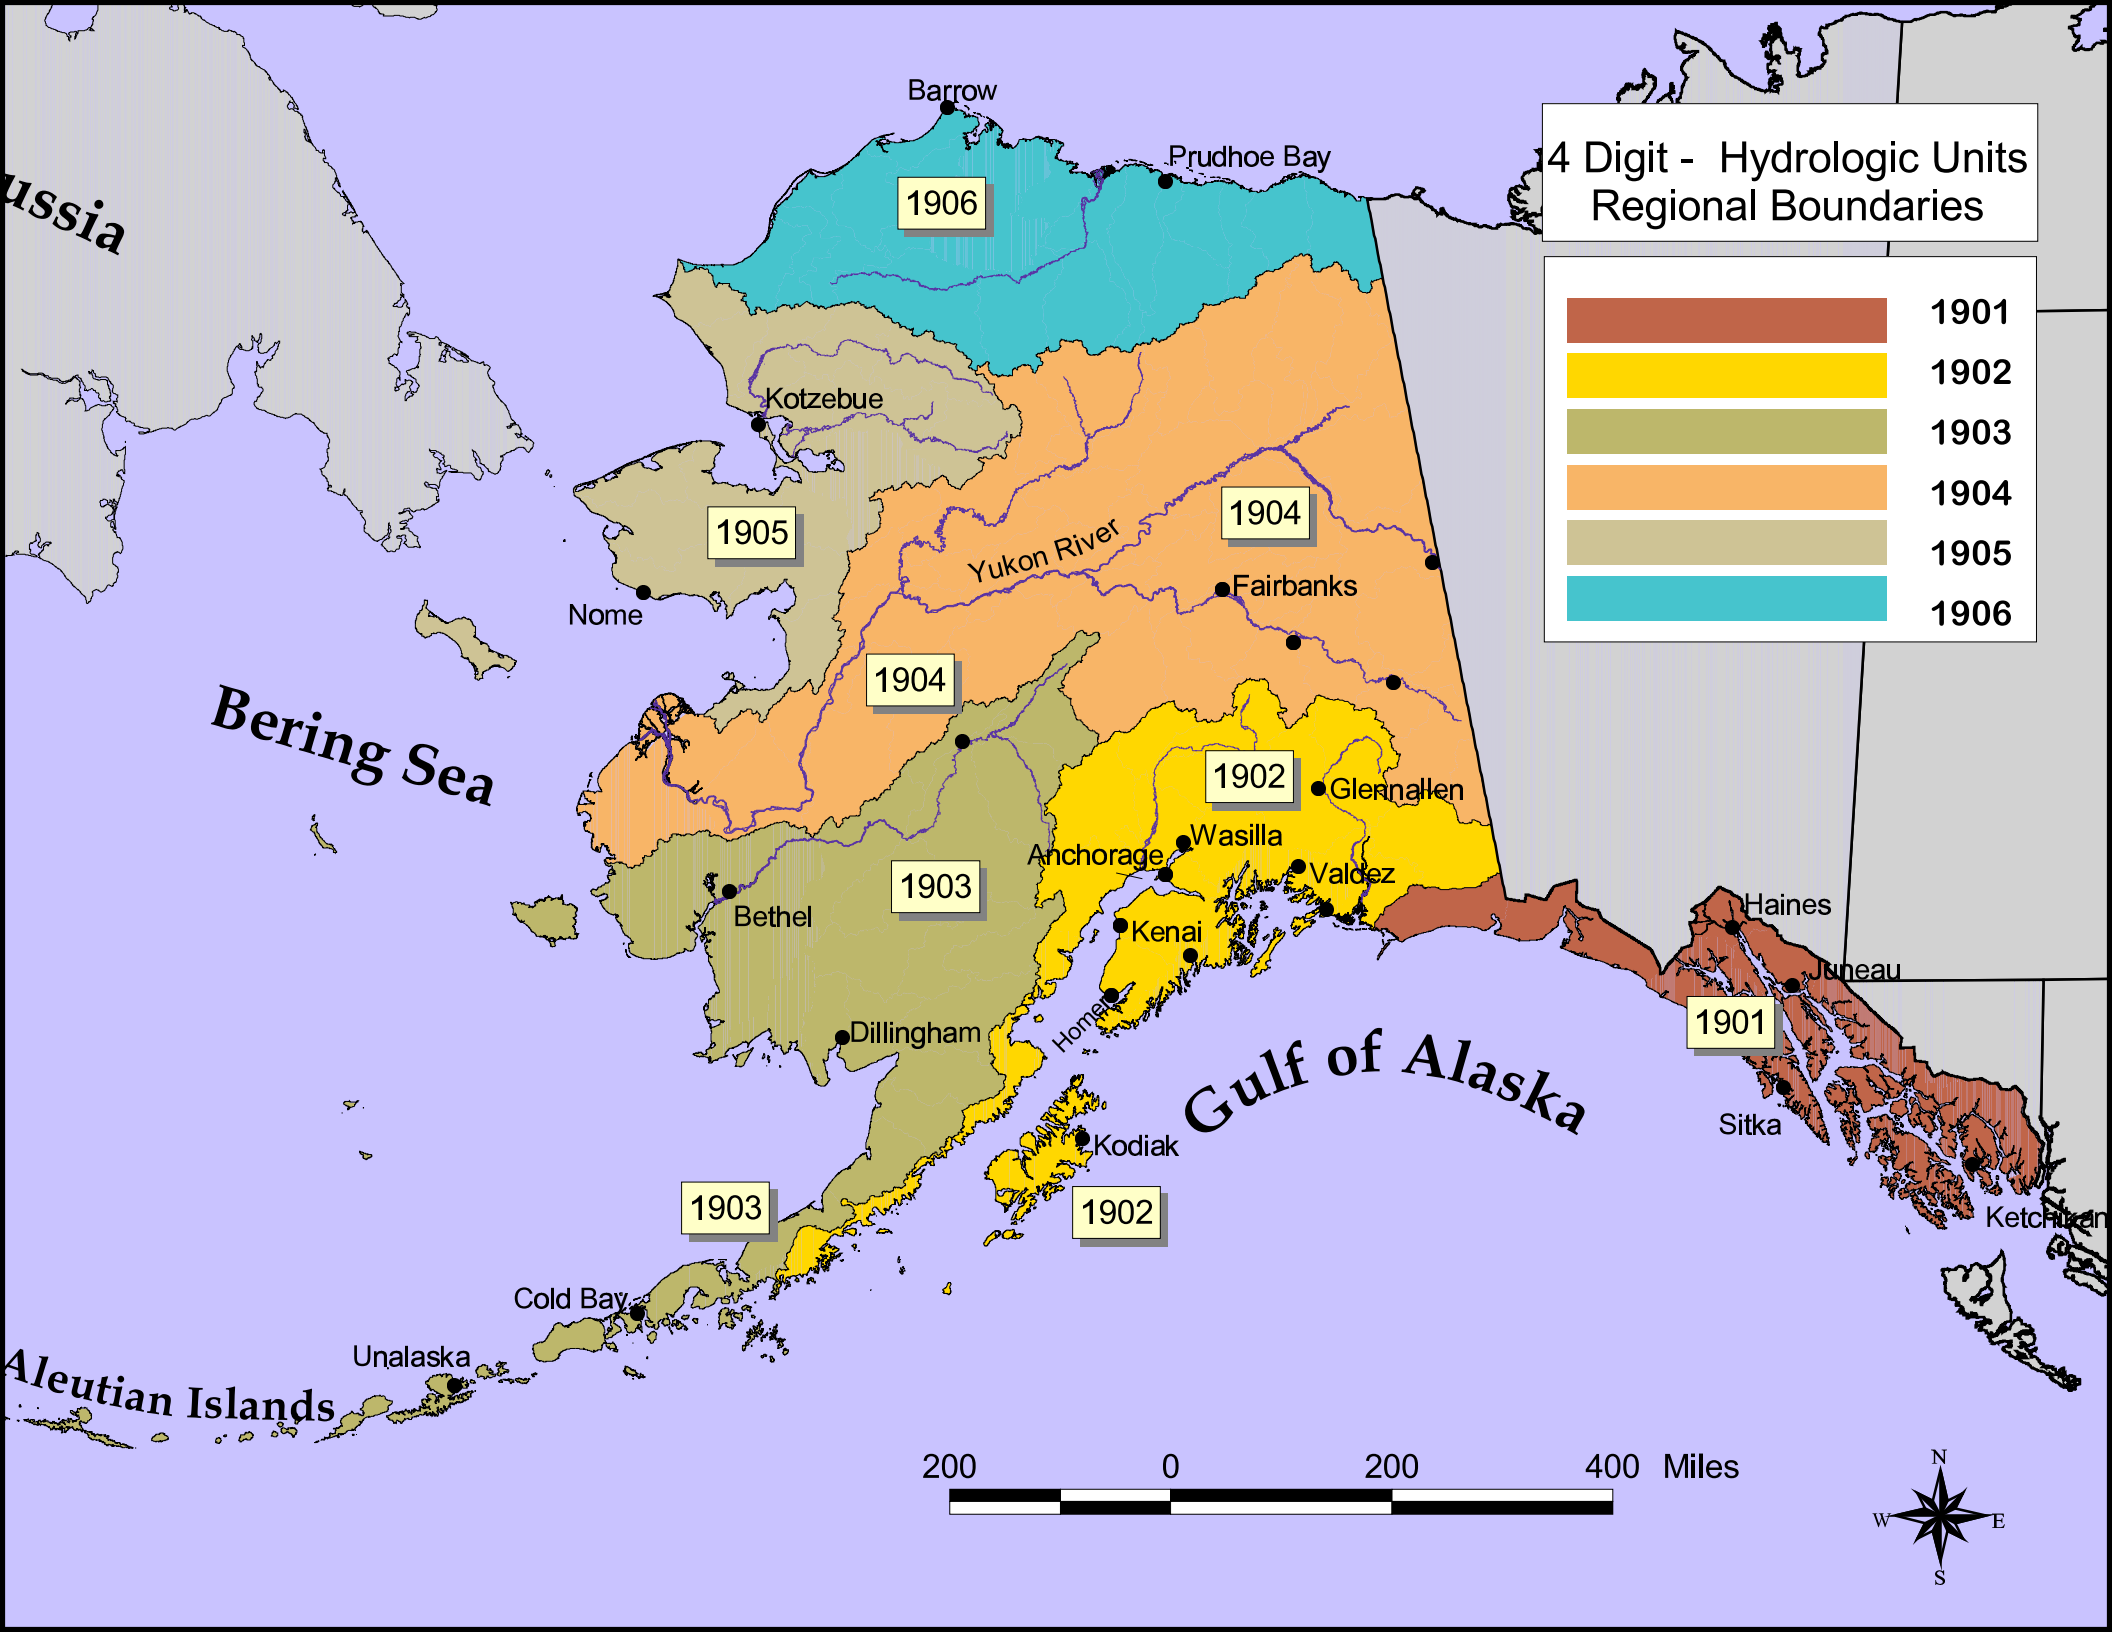 Barrow
Prudhoe Bay
4 Digit - Hydrologic Units
Regional Boundaries
ussia
1906
1901
1902
1903
1904
1905
1906
Kotzebue
1905
1904
Yukon River
Fairbanks
Nome
1904
Bering Sea
1902
Glennallen
Wasilla
Anchorage
Valdez
1903
Bethel
Kenai
Haines
Juneau
Homer
1901
Dillingham
Gulf of Alaska
Sitka
Kodiak
1903
1902
Ketchikan
Cold Bay
Unalaska
Aleutian Islands
200 0 200 400 Miles
N
W E
S